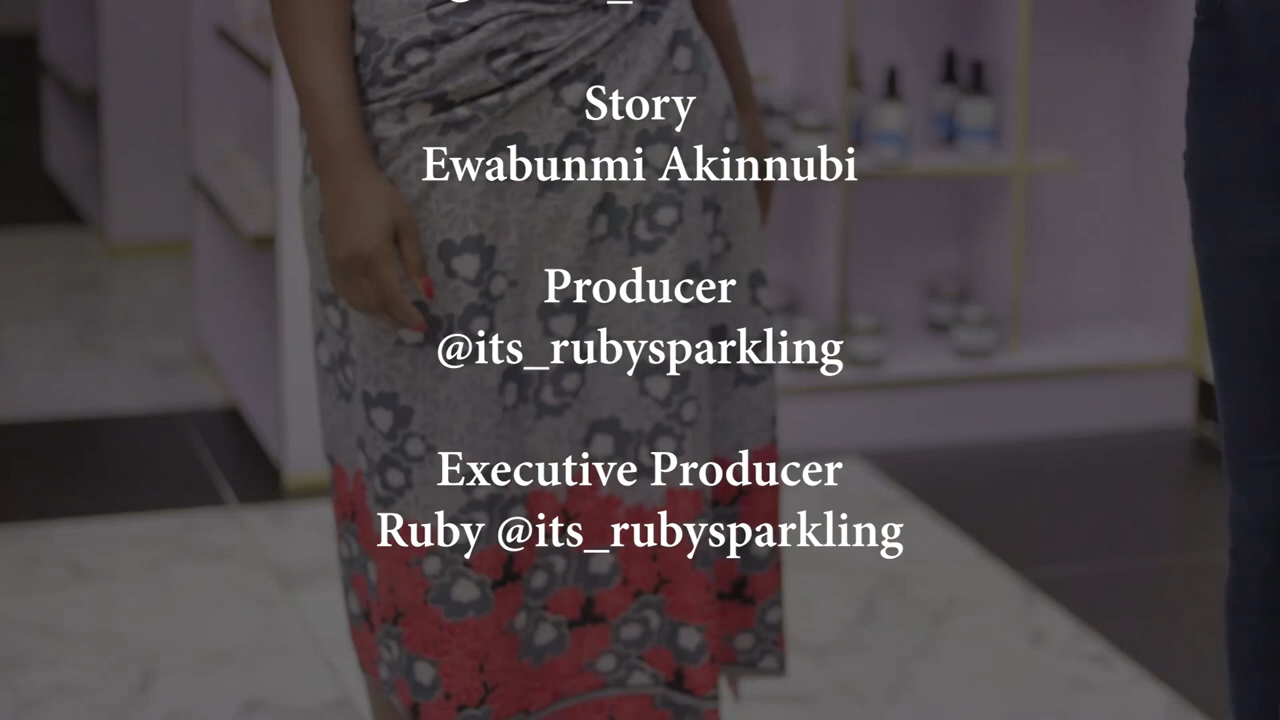 Story
Ewabunmi Akinnubi
Producer
@its_rubysparkling
Executive Producer
Ruby @its_rubysparkling